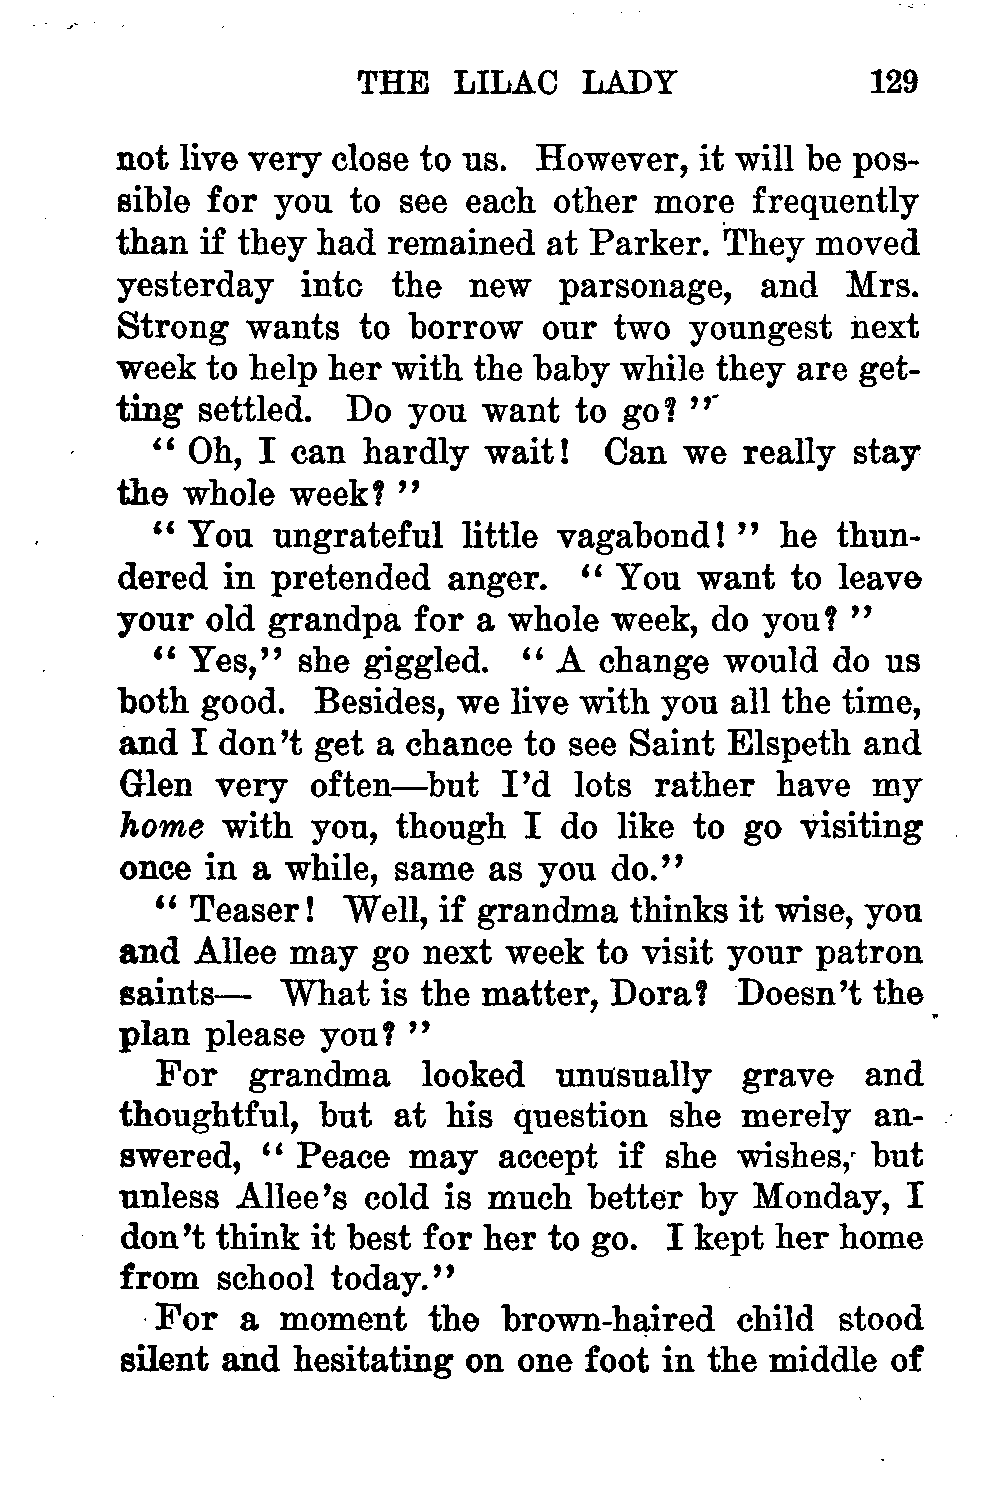 THE LILAC LADY 129
not live very close to us. However, it will be pos-
sible for you to see each other more frequently
than if they had remained at Parker. They moved
yesterday into the new parsonage, and Mrs.
Strong wants to borrow our two youngest next
week to help her with the baby while they are get-
ting settled. Do you want to go? "
" Oh, I can hardly wait! Can we really stay
the whole week? "
" You ungrateful little vagabond! " he thun-
dered in pretended anger. " You want to leave
your old grandpa for a whole week, do you? "
" Yes," she giggled. " A change would do us
both good. Besides, we live with you all the time,
and I don't get a chance to see Saint Elspeth and
Glen very often—but I'd lots rather have my
home with you, though I do like to go visiting
once in a while, same as you do."
" Teaser! Well, if grandma thinks it wise, you
and Allee may go next week to visit your patron
saints— What is the matter, Dora? Doesn't the
plan please you? "
For grandma looked unusually grave and
thoughtful, but at his question she merely an-
swered, " Peace may accept if she wishes, but
unless Allee's cold is much better by Monday, I
don't think it best for her to go. I kept her home
from school today."
For a moment the brown-haired child stood
silent and hesitating on one foot in the middle of